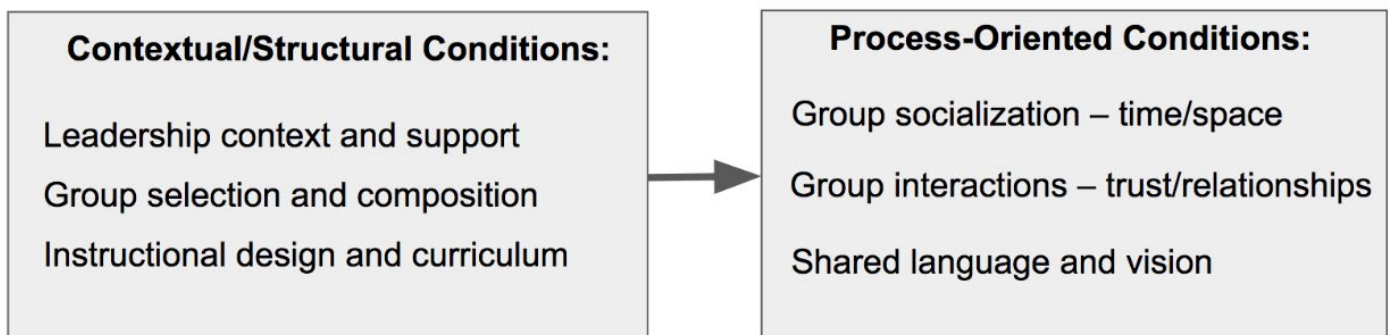 Contextual/Structural Conditions:
Leadership context and support
Group selection and composition
Instructional design and curriculum
Process-Oriented Conditions:
Group socialization – time/space
Group interactions – trust/relationships
Shared language and vision